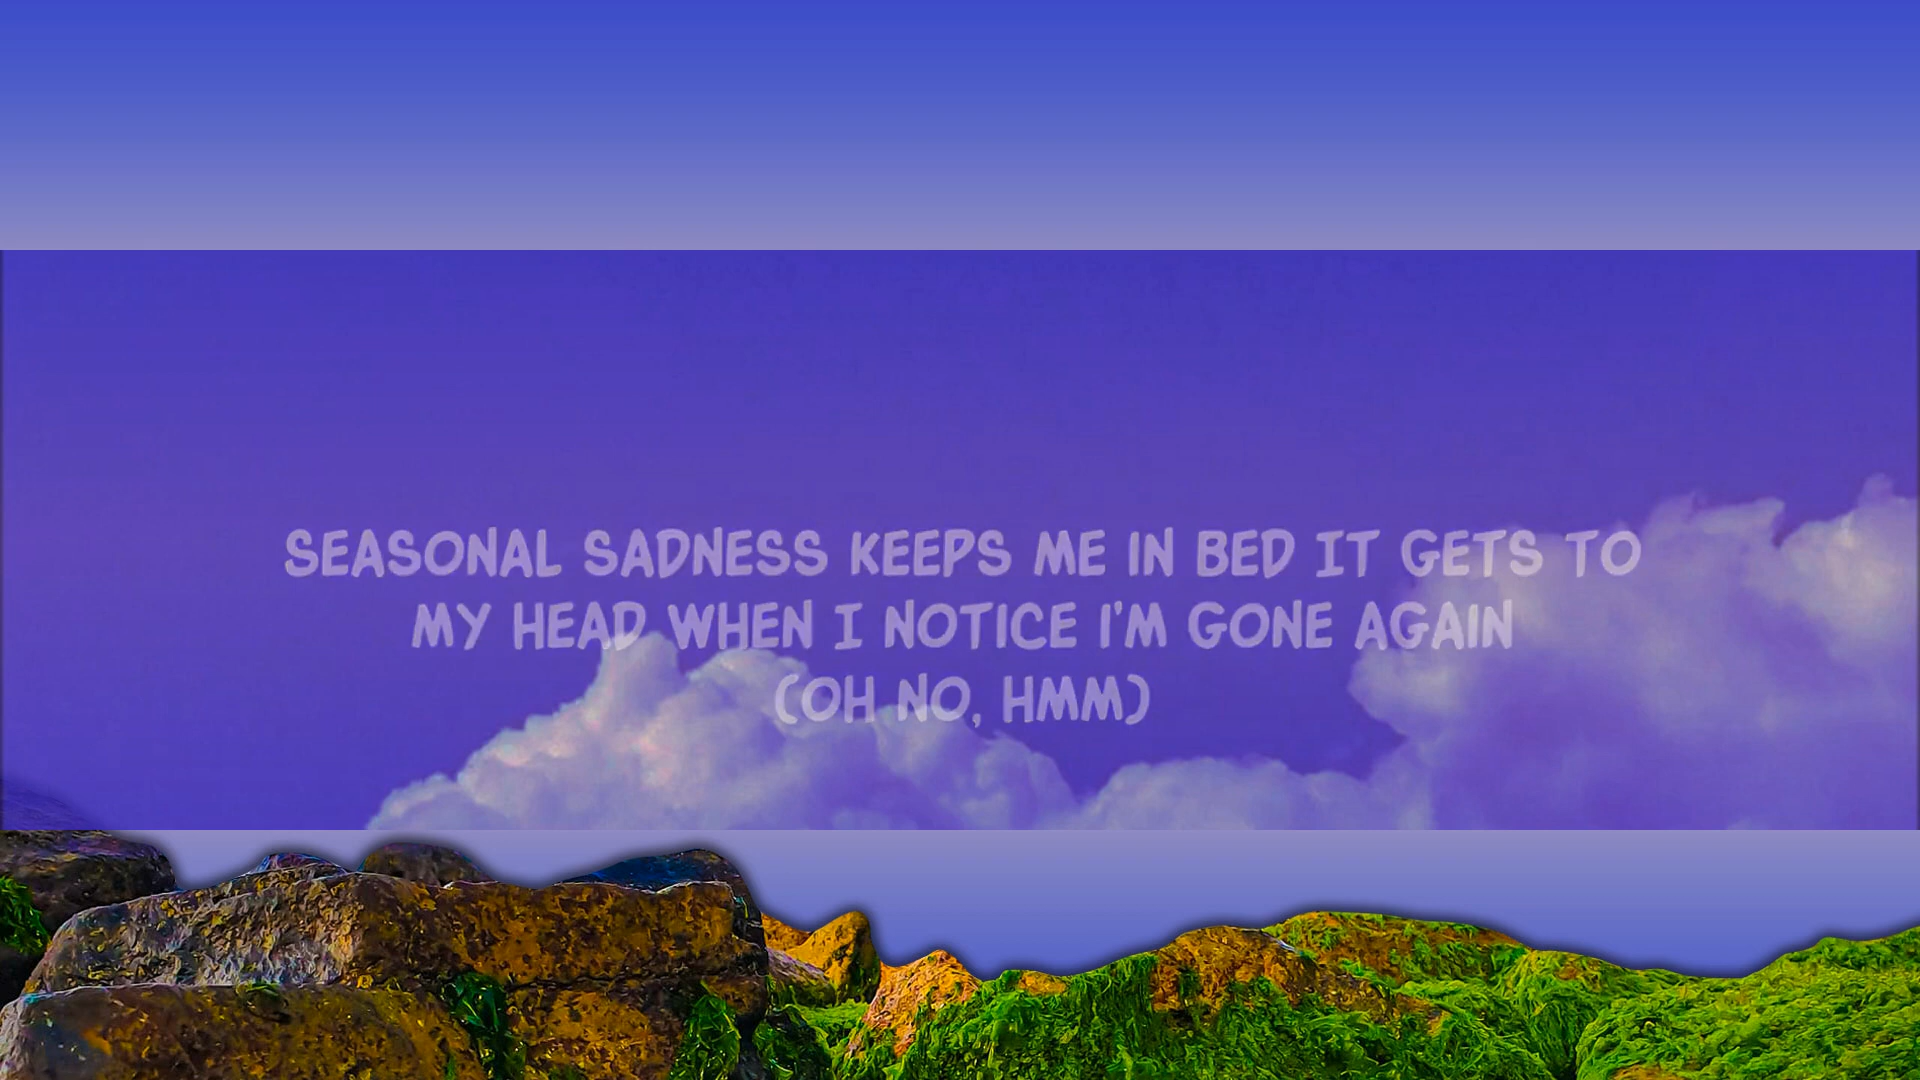 SEASONAL SADNESS KEEPS ME IN BED IT GETS TO
MY HEAD WHEN I NOTICE I'M GONE AGAIN
(OH NO, HMM)